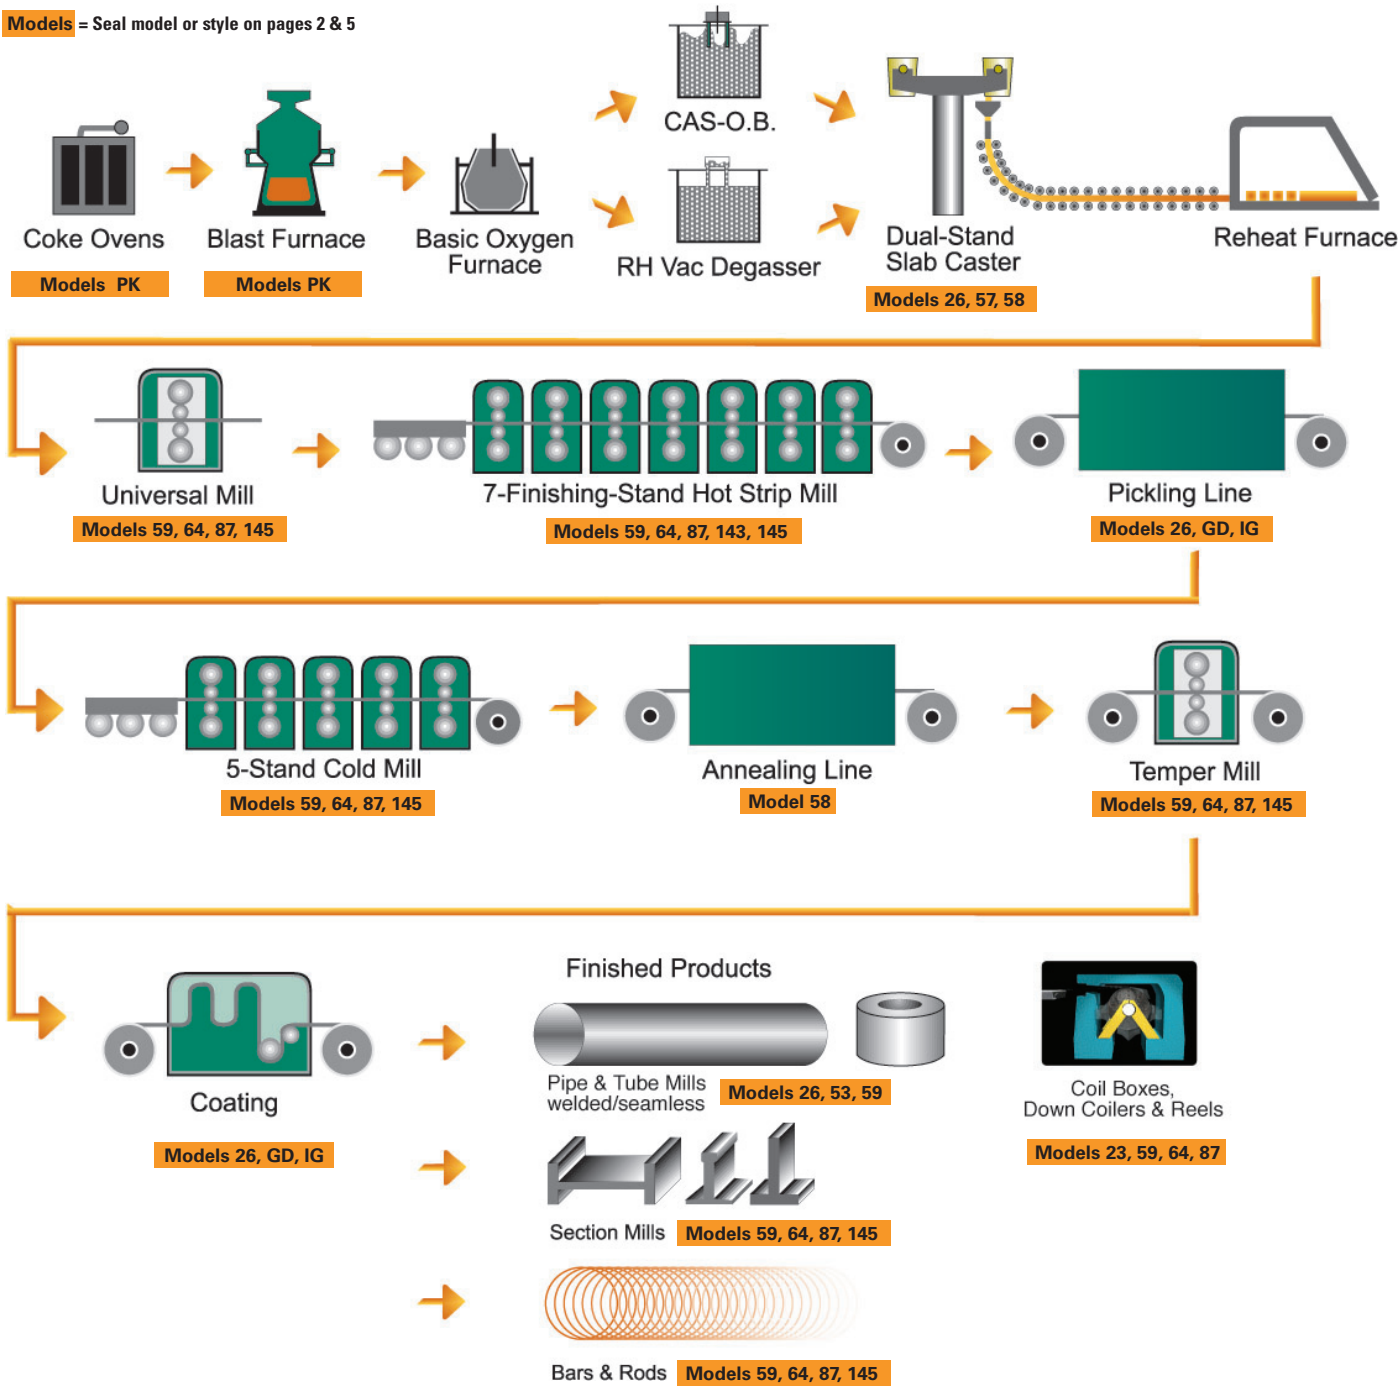 Models = Seal model or style on pages 2 & 5
CAS-O.B.
Coke Ovens
Models PK
Blast Furnace
Models PK
Basic Oxygen
Furnace
RH Vac Degasser
Dual-Stand
Slab Caster
Models 26, 57, 58
Reheat Furnace
Universal Mill
Models 59, 64, 87, 145
7-Finishing-Stand Hot Strip Mill
Models 59, 64, 87, 143, 145
Pickling Line
Models 26, GD, IG
5-Stand Cold Mill
Models 59, 64, 87, 145
Annealing Line
Model 58
Temper Mill
Models 59, 64, 87, 145
Coating
Models 26, GD, IG
Finished Products
Pipe & Tube Mills
welded/seamless
Models 26, 53, 59
Coil Boxes,
Down Coilers & Reels
Models 23, 59, 64, 87
Section Mills
Models 59, 64, 87, 145
Bars & Rods
Models 59, 64, 87, 145